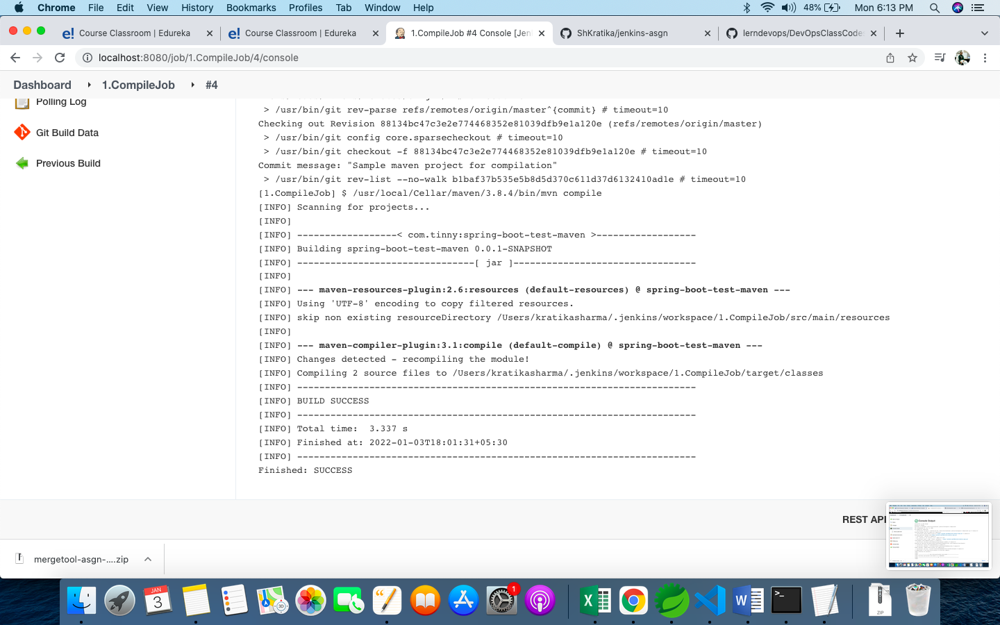 Chrome File Edit View History Bookmarks Profiles Tab Window Help 48% Mon 6:13 PM
e! Course Classroom | Edureka e! Course Classroom | Edureka 1.CompileJob #4 Console [Jen ShKratika/jenkins-asgn lerndevops/DevOpsClassCodes
localhost:8080/job/1.CompileJob/4/console
Dashboard 1.CompileJob #4
Polling Log
Git Build Data
Previous Build
> /usr/bin/git rev-parse refs/remotes/origin/master^{commit} # timeout=10
Checking out Revision 88134bc47c3e2e774468352e81039dfb9e1a120e (refs/remotes/origin/master)
> /usr/bin/git config core.sparsecheckout # timeout=10
> /usr/bin/git checkout -f 88134bc47c3e2e774468352e81039dfb9e1a120e # timeout=10
Commit message: "Sample maven project for compilation"
> /usr/bin/git rev-list --no-walk b1baf37b535e5b8d5d370c611d37d6132410ad1e # timeout=10
[1.CompileJob] $ /usr/local/Cellar/maven/3.8.4/bin/mvn compile
[INFO] Scanning for projects...
[INFO]
[INFO] ------------------< com.tinny:spring-boot-test-maven >------------------
[INFO] Building spring-boot-test-maven 0.0.1-SNAPSHOT
[INFO] --------------------------------[ jar ]---------------------------------
[INFO]
[INFO] --- maven-resources-plugin:2.6:resources (default-resources) @ spring-boot-test-maven ---
[INFO] Using 'UTF-8' encoding to copy filtered resources.
[INFO] skip non existing resourceDirectory /Users/kratikasharma/.jenkins/workspace/1.CompileJob/src/main/resources
[INFO]
[INFO] --- maven-compiler-plugin:3.1:compile (default-compile) @ spring-boot-test-maven ---
[INFO] Changes detected - recompiling the module!
[INFO] Compiling 2 source files to /Users/kratikasharma/.jenkins/workspace/1.CompileJob/target/classes
[INFO] ------------------------------------------------------------------------
[INFO] BUILD SUCCESS
[INFO] ------------------------------------------------------------------------
[INFO] Total time:  3.337 s
[INFO] Finished at: 2022-01-03T18:01:31+05:30
[INFO] ------------------------------------------------------------------------
Finished: SUCCESS
REST API
Console Output
mergetool-asgn-....zip
JAN
3
3D
1
X
W
>_
ZIP